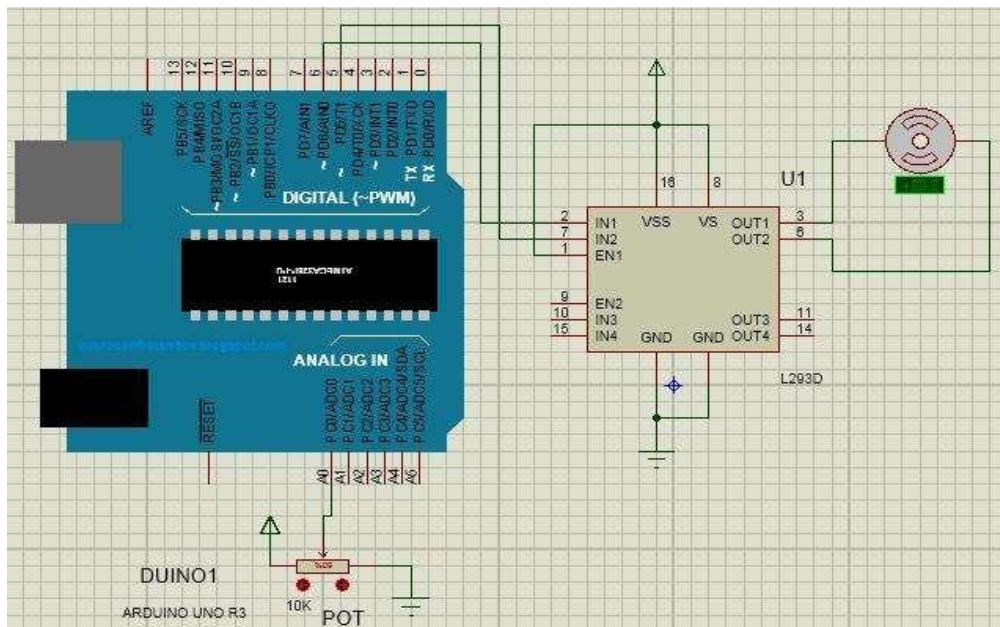 13
12
11
10
9
8
7
6
5
4
3
2
1
0
AREF
PB5/SCK
PB4/MISO
PB3/MOSI/OC2A
~
PB2/SS/OC1B
~
PB1/OC1A
~
PB0/ICP1/CLKO
PD7/AIN1
PD6/AIN0
~
PD5/T1
~
PD4/T0/XCK
PD3/INT1
~
PD2/INT0
PD1/TXD
PD0/RXD
TX
RX
DIGITAL (~PWM)
1121
ANALOG IN
RESET
PC0/ADC0
PC1/ADC1
PC2/ADC2
PC3/ADC3
PC4/ADC4/SDA
PC5/ADC5/SCL
A0
A1
A2
A3
A4
A5
DUINO1
ARDUINO UNO R3
50%
10K
POT
U1
16
8
2
7
1
9
10
15
IN1
IN2
EN1
EN2
IN3
IN4
VSS
VS
OUT1
OUT2
OUT3
OUT4
GND
GND
3
6
11
14
L293D